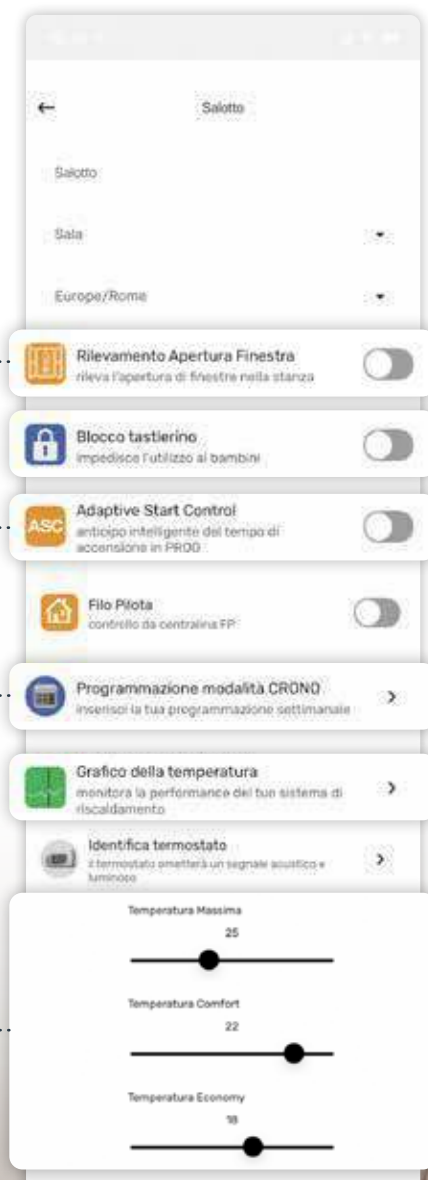 Salotto
Salotto
Sala
Europe/Rome
Rilevamento Apertura Finestra
rileva l'apertura di finestre nella stanza
Blocco tastierino
impedisce l'utilizzo ai bambini
ASC
Adaptive Start Control
anticipo intelligente del tempo di
accensione in PROG
Filo Pilota
controllo da centralina FP
Programmazione modalità CRONO
inserisci la tua programmazione settimanale
Grafico della temperatura
monitora la performance del tuo sistema di
riscaldamento
Identifica termostato
il termostato emetterà un segnale acustico e
luminoso
Temperatura Massima
25
Temperatura Comfort
22
Temperatura Economy
18